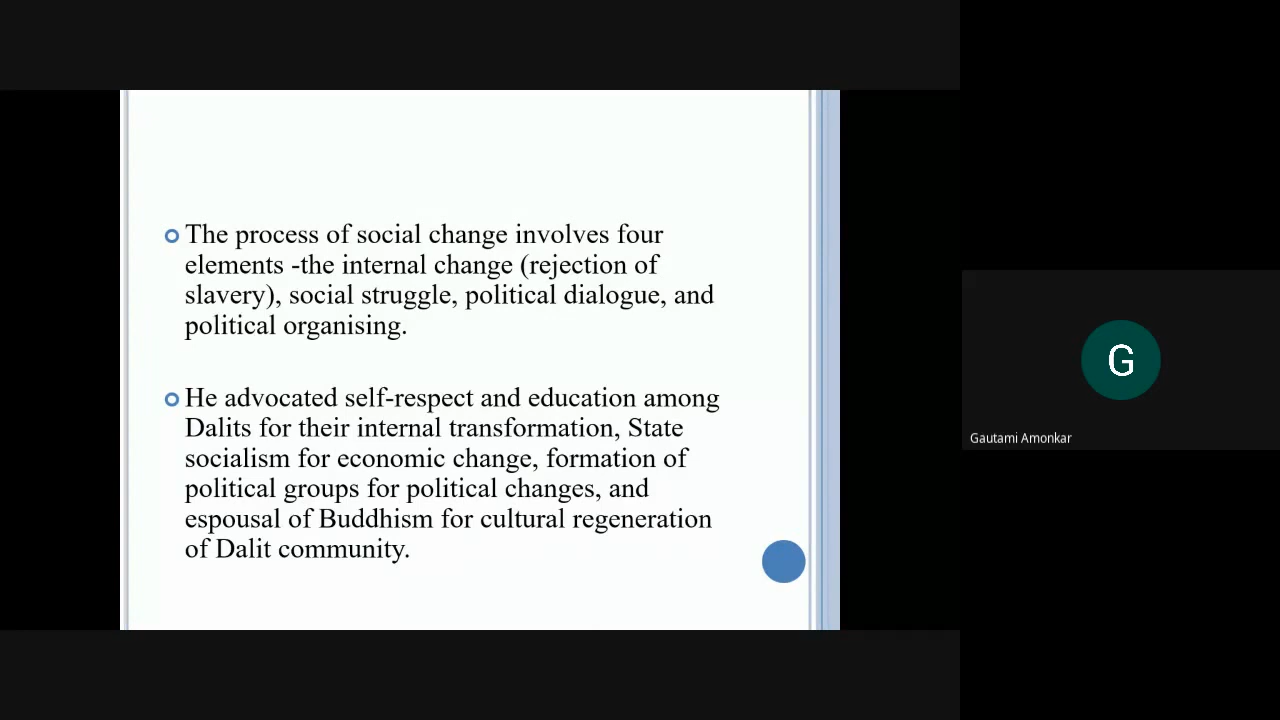 The process of social change involves four
elements -the internal change (rejection of
slavery), social struggle, political dialogue, and
political organising.
He advocated self-respect and education among
Dalits for their internal transformation, State
socialism for economic change, formation of
political groups for political changes, and
espousal of Buddhism for cultural regeneration
of Dalit community.
G
Gautami Amonkar